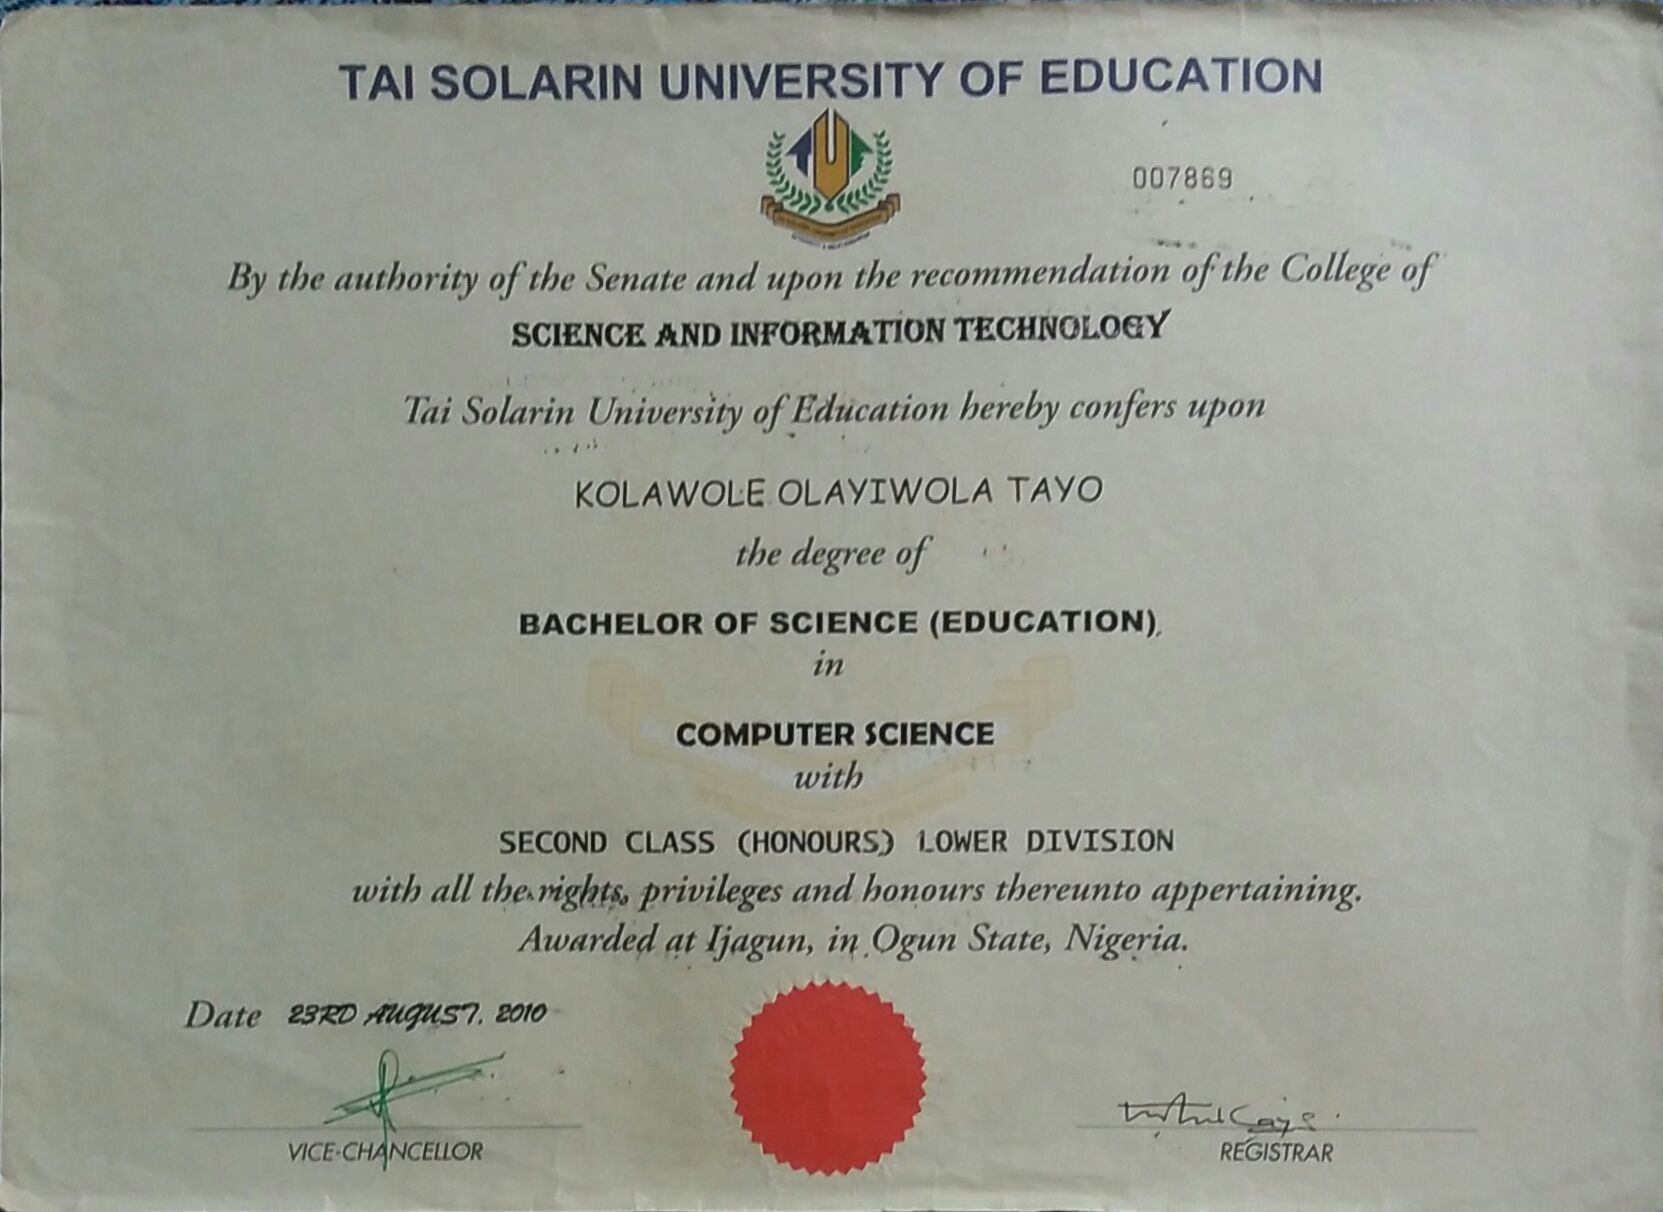 TAI SOLARIN UNIVERSITY OF EDUCATION
007869
By the authority of the Senate and upon the recommendation of the College of
SCIENCE AND INFORMATION TECHNOLOGY
Tai Solarin University of Education hereby confers upon
KOLAWOLE OLAYIWOLA TAYO
the degree of
BACHELOR OF SCIENCE (EDUCATION)
in
COMPUTER SCIENCE
with
SECOND CLASS (HONOURS) LOWER DIVISION
with all the rights, privileges and honours thereunto appertaining.
Awarded at Ijagun, in Ogun State, Nigeria.
Date 23RD AUGUST, 2010
VICE-CHANCELLOR
REGISTRAR